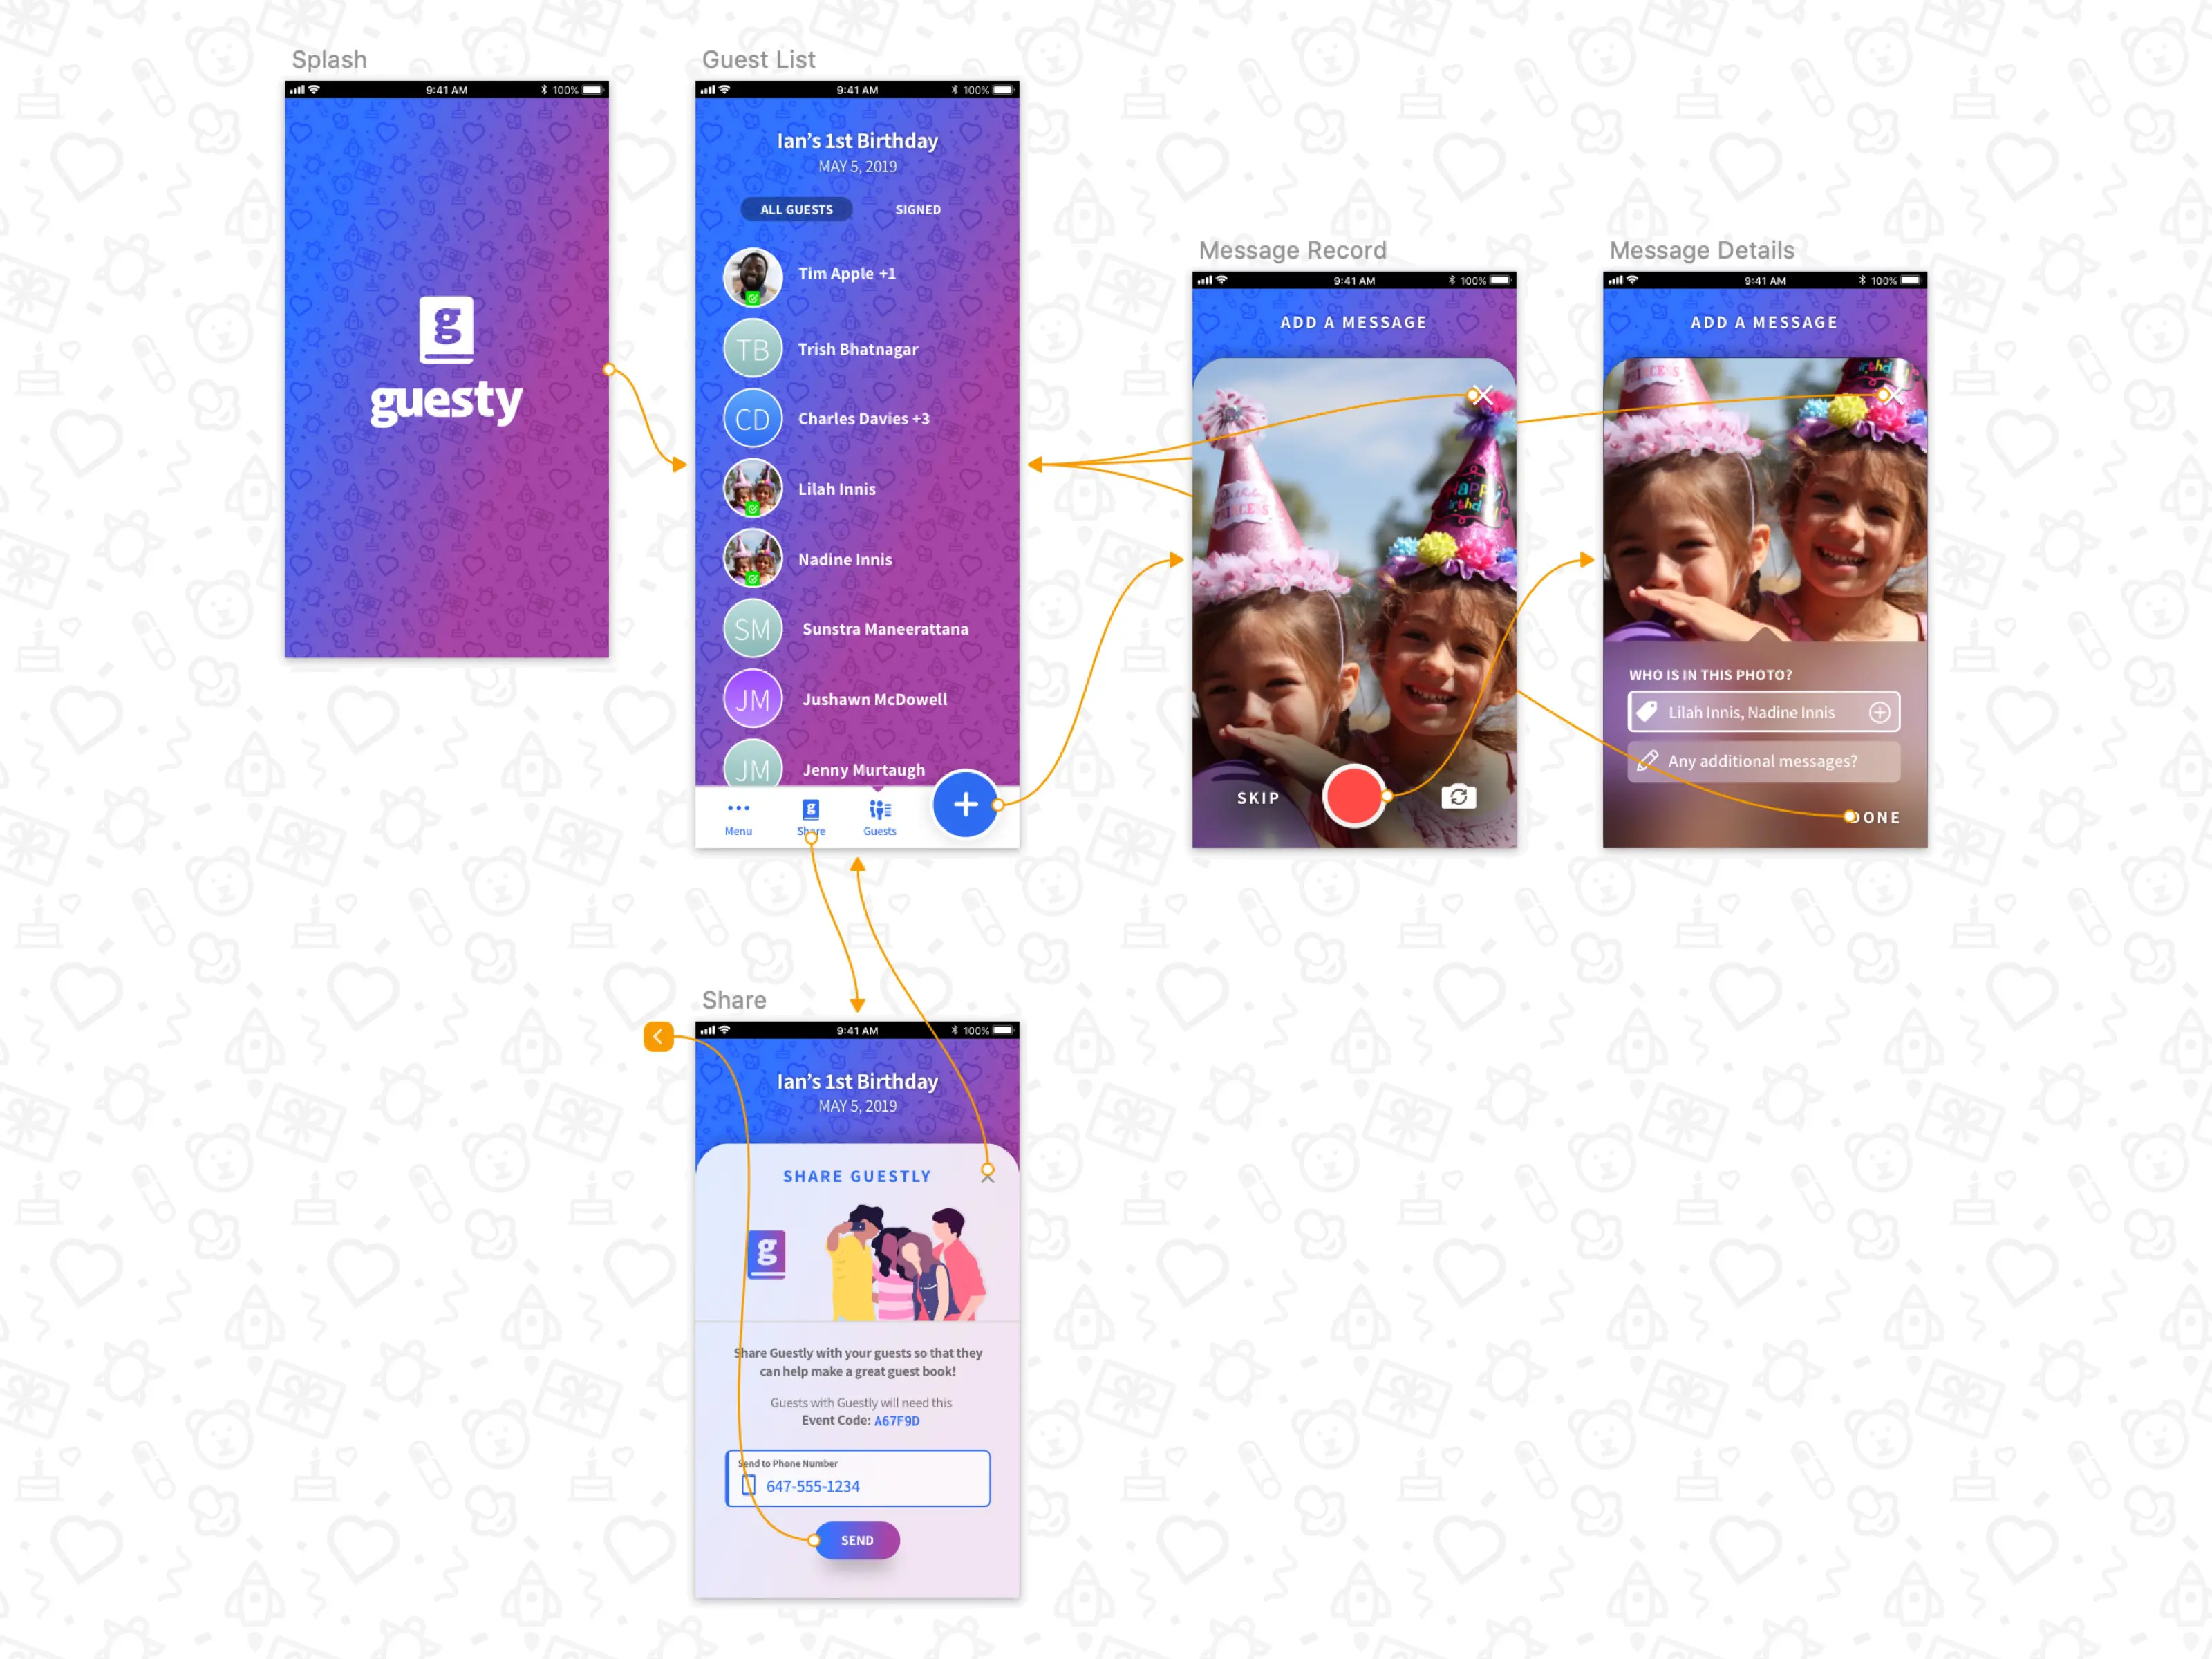 Splash
9:41 AM
100%
g
guesty
Guest List
9:41 AM
100%
Ian's 1st Birthday
MAY 5, 2019
ALL GUESTS
SIGNED
Tim Apple +1
TB
Trish Bhatnagar
CD
Charles Davies +3
Lilah Innis
Nadine Innis
SM
Sunstra Maneerattana
JM
Jushawn McDowell
JM
Jenny Murtaugh
Menu
g
Share
Guests
Message Record
9:41 AM
100%
ADD A MESSAGE
Birthday
PRINCESS
HAPPY
Birthday
SKIP
Message Details
9:41 AM
100%
ADD A MESSAGE
PRINCESS
WHO IS IN THIS PHOTO?
Lilah Innis, Nadine Innis
Any additional messages?
DONE
Share
9:41 AM
100%
Ian's 1st Birthday
MAY 5, 2019
SHARE GUESTLY
g
Share Guestly with your guests so that they
can help make a great guest book!
Guests with Guestly will need this
Event Code: A67F9D
Send to Phone Number
647-555-1234
SEND